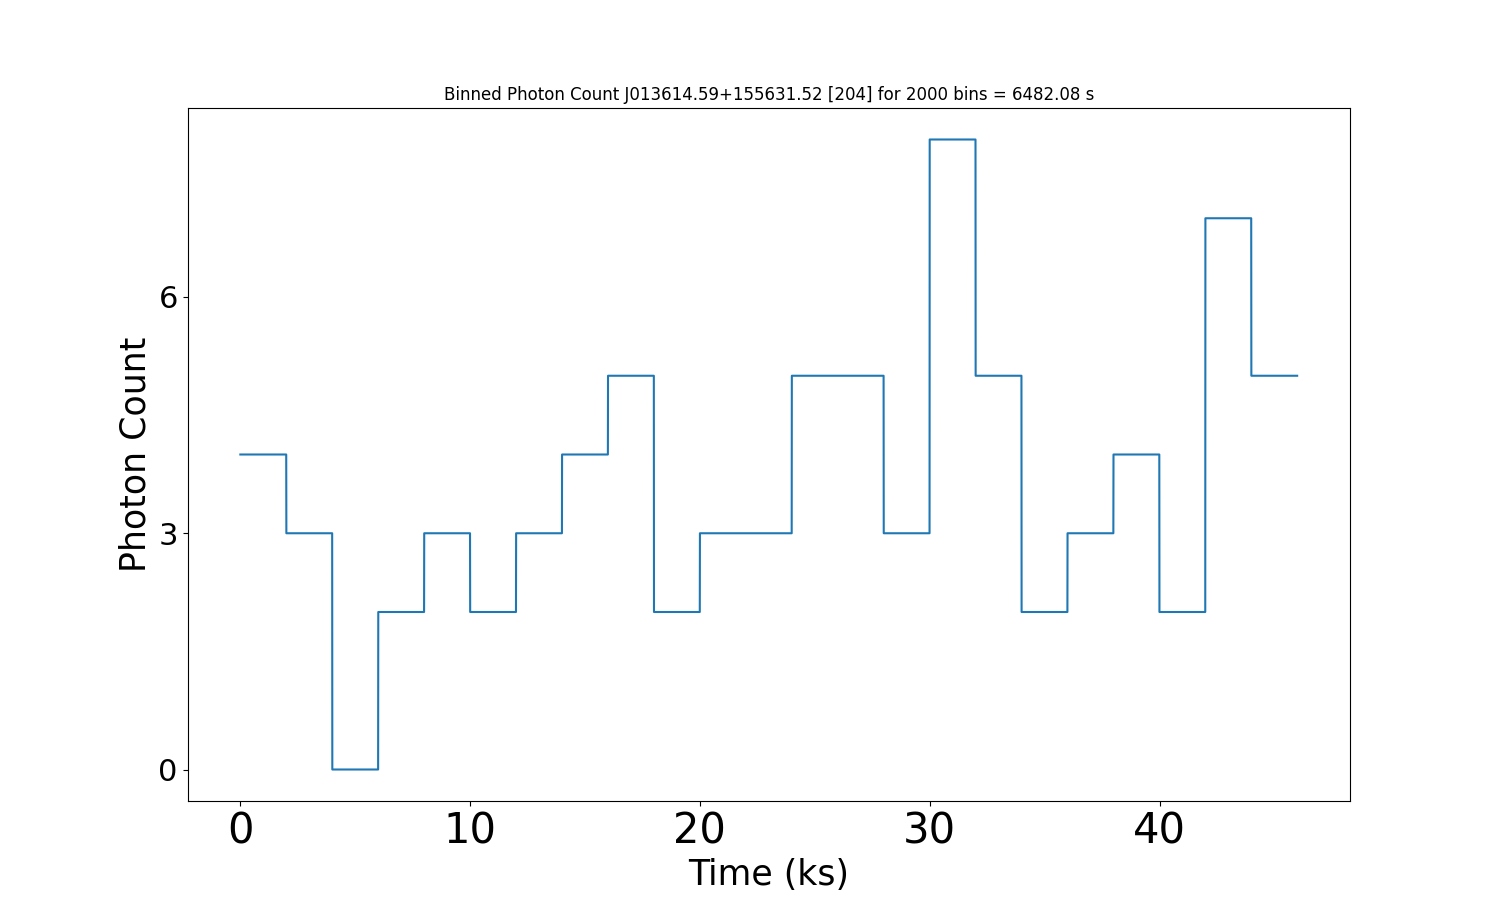 Binned Photon Count J013614.59+155631.52 [204] for 2000 bins = 6482.08 s
6
3
0
Photon Count
0 10 20 30 40
Time (ks)